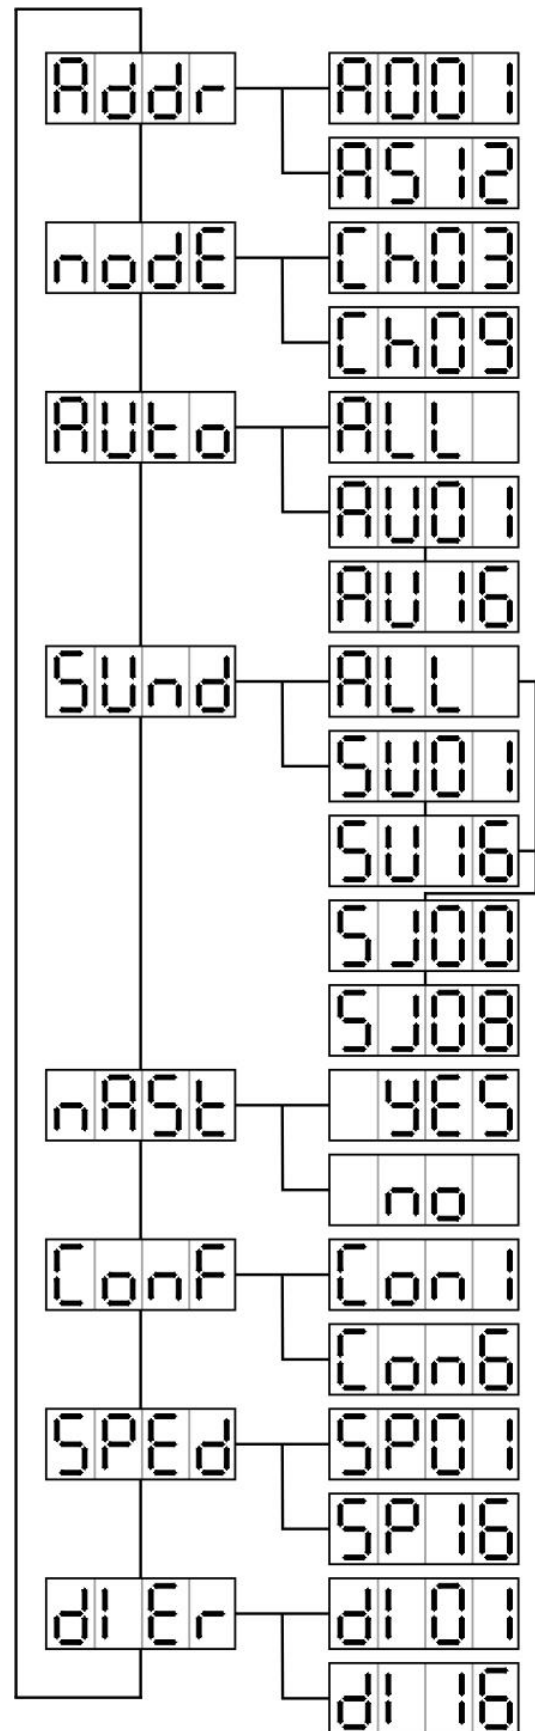 Addr A001
AS12
nodE Ch03
Ch09
AUto ALL
AU01
AU16
SUnd ALL
SU01
SU16
SJ00
SJ08
nASt YES
no
ConF Con1
Con6
SPEd SP01
SP16
dIEr dI01
dI16